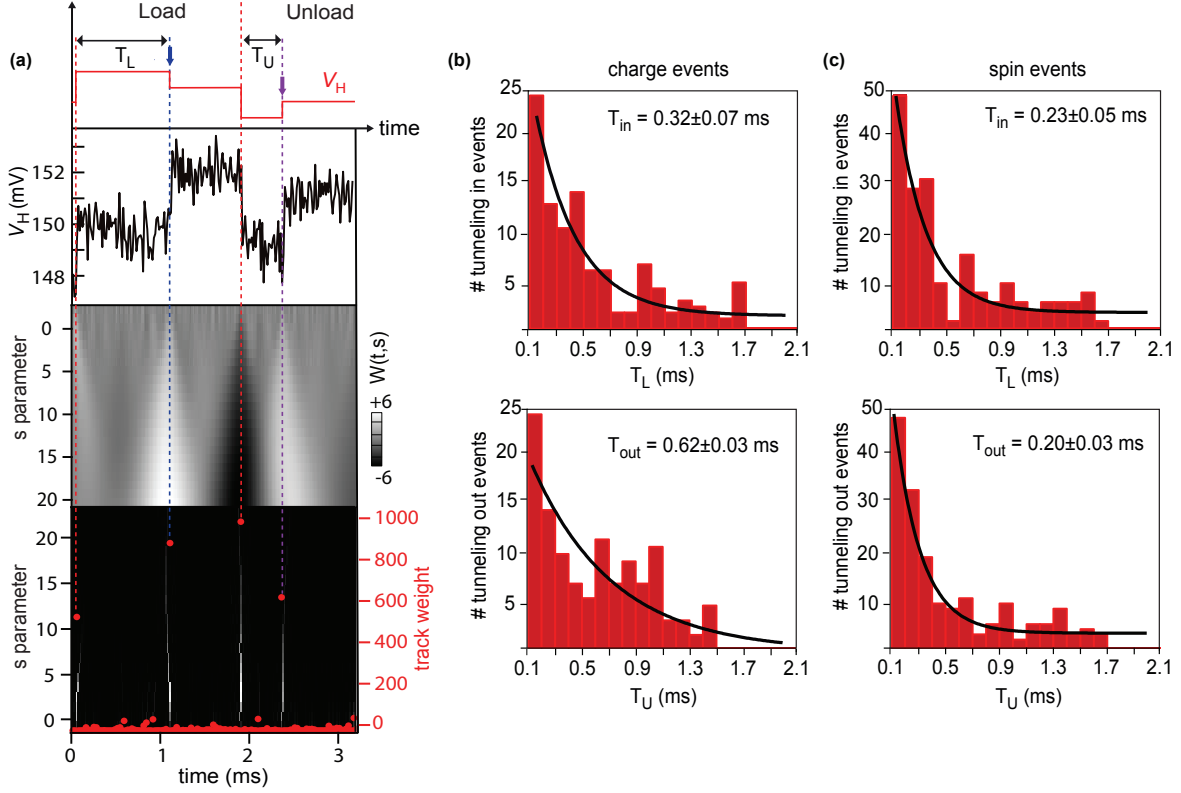 Load
Unload
(a)
T_L
T_U
V_H
time
152
150
148
V_H (mV)
0
5
10
15
20
s parameter
W(t,s)
+6
-6
20
15
10
5
0
s parameter
1000
800
600
400
200
0
track weight
0
1
2
3
time (ms)
(b)
charge events
25
20
15
10
5
# tunneling in events
T_in = 0.32±0.07 ms
0.1 0.5 0.9 1.3 1.7 2.1
T_L (ms)
25
20
15
10
5
# tunneling out events
T_out = 0.62±0.03 ms
0.1 0.5 0.9 1.3 1.7 2.1
T_U (ms)
(c)
spin events
50
50
30
20
10
# tunneling in events
T_in = 0.23±0.05 ms
0.1 0.5 0.9 1.3 1.7 2.1
T_L (ms)
50
40
30
20
10
# tunneling out events
T_out = 0.20±0.03 ms
0.1 0.5 0.9 1.3 1.7 2.1
T_U (ms)